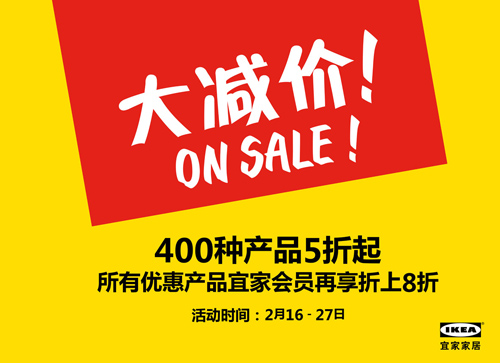 大减价!
ON SALE!
400种产品5折起
所有优惠产品宜家会员再享折上8折
活动时间：2月16－27日
IKEA
宜家家居